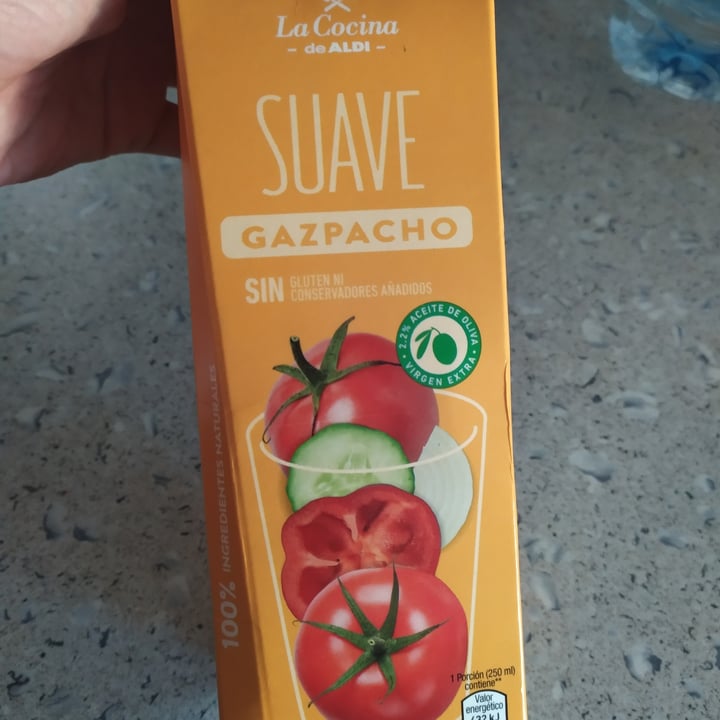 La Cocina
- de ALDI -
SUAVE
GAZPACHO
SIN GLUTEN NI
CONSERVADORES AÑADIDOS
2.2% ACEITE DE OLIVA
VIRGEN EXTRA
100% INGREDIENTES NATURALES
1 Porción (250 ml)
contiene**
Valor
energético